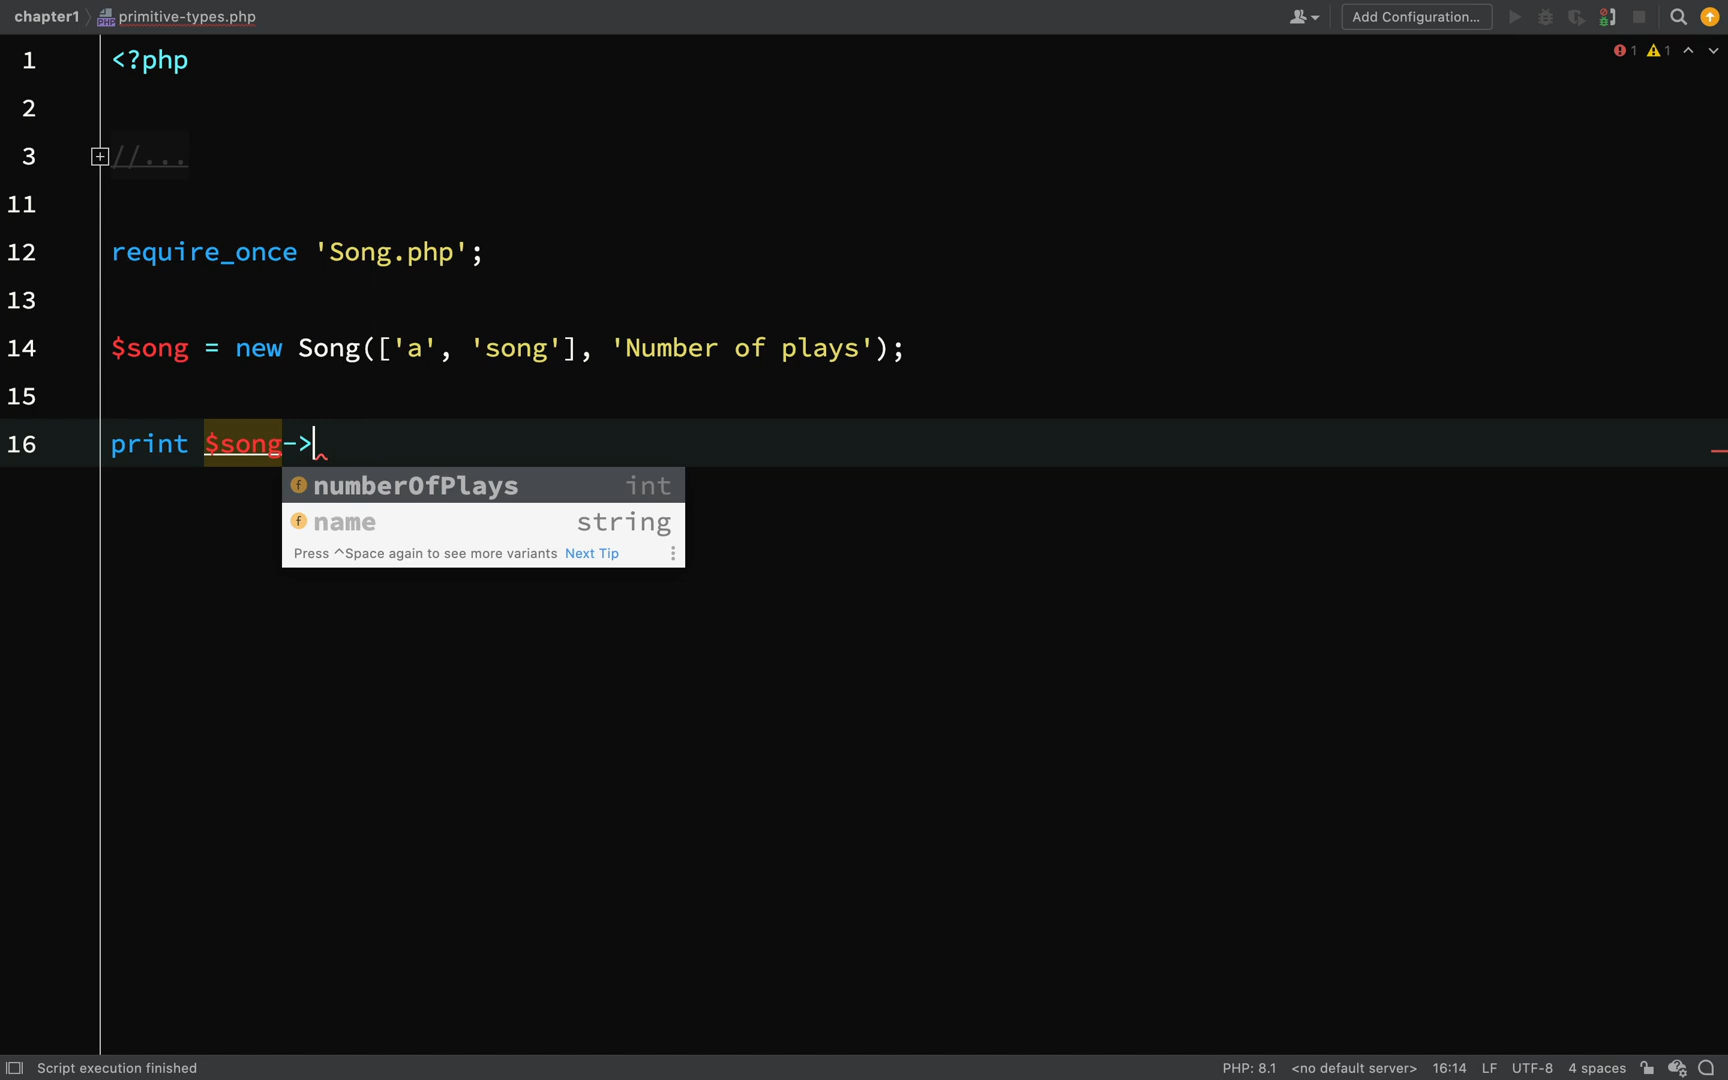 chapter1 primitive-types.php Add Configuration...
1 <?php 1 1
2
3 //...
11
12 require_once 'Song.php';
13
14 $song = new Song(['a', 'song'], 'Number of plays');
15
16 print $song->
f numberOfPlays int
f name string
Press ^Space again to see more variants Next Tip
Script execution finished PHP: 8.1 <no default server> 16:14 LF UTF-8 4 spaces